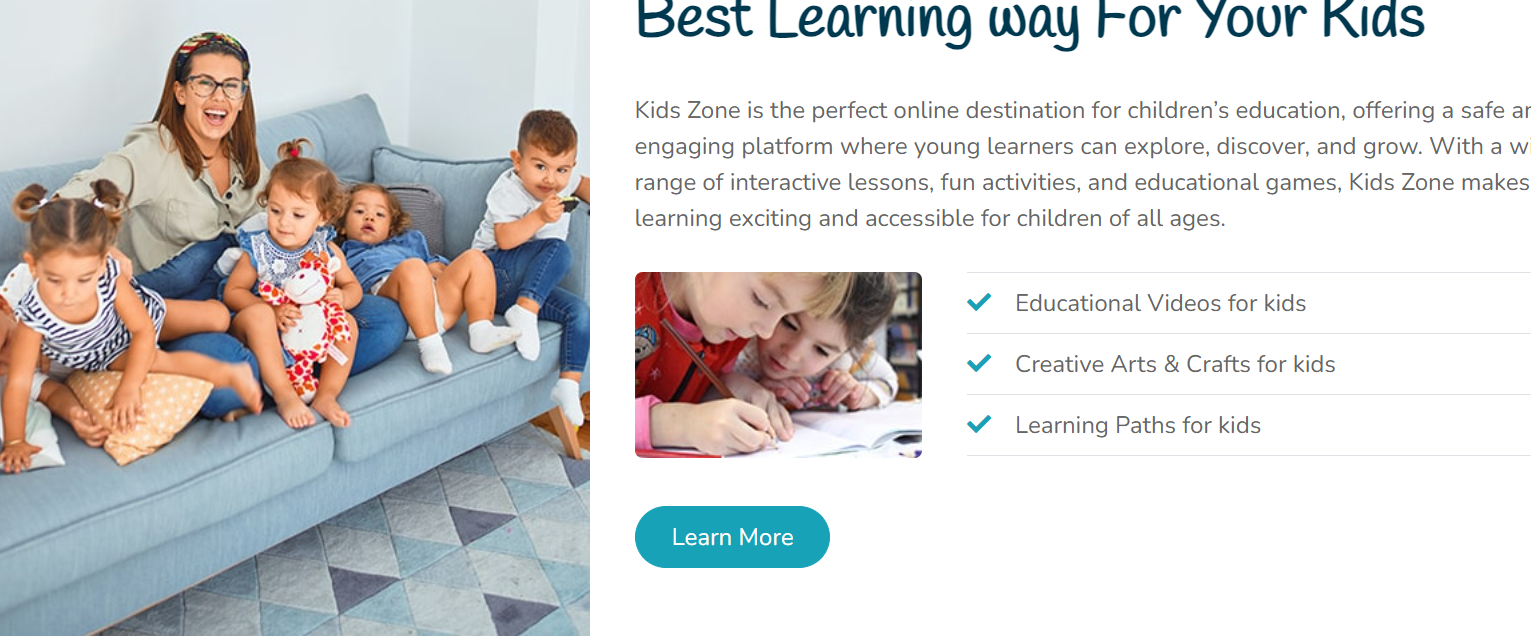 Best Learning way For Your Kids
Kids Zone is the perfect online destination for children’s education, offering a safe
engaging platform where young learners can explore, discover, and grow. With a
range of interactive lessons, fun activities, and educational games, Kids Zone makes
learning exciting and accessible for children of all ages.
Educational Videos for kids
Creative Arts & Crafts for kids
Learning Paths for kids
Learn More